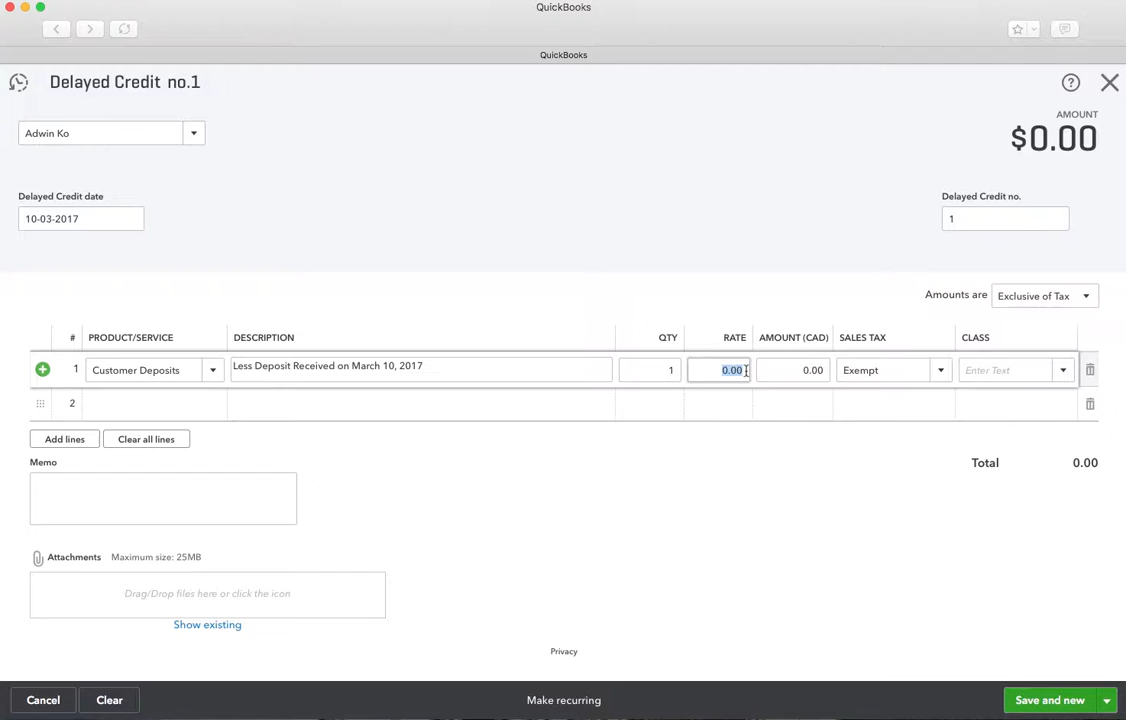 QuickBooks
QuickBooks
Delayed Credit no.1
Adwin Ko
AMOUNT
$0.00
Delayed Credit date
10-03-2017
Delayed Credit no.
1
Amounts are Exclusive of Tax
# PRODUCT/SERVICE DESCRIPTION QTY RATE AMOUNT (CAD) SALES TAX CLASS
1 Customer Deposits Less Deposit Received on March 10, 2017 1 0.00 0.00 Exempt Enter Text
2
Add lines Clear all lines
Memo
Total 0.00
Attachments Maximum size: 25MB
Drag/Drop files here or click the icon
Show existing
Privacy
Cancel Clear Make recurring Save and new